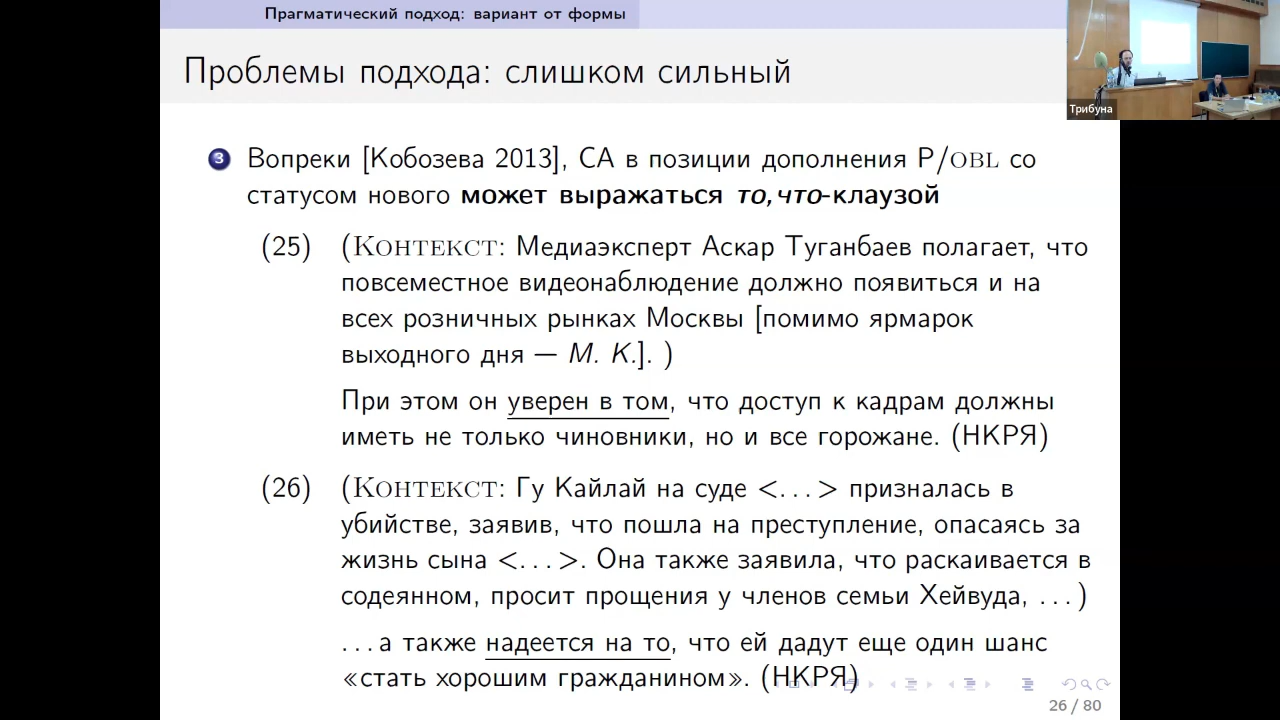 Прагматический подход: вариант от формы
Проблемы подхода: слишком сильный
Трибуна
3 Вопреки [Кобозева 2013], СА в позиции дополнения P/OBL со
статусом нового может выражаться то,что-клаузой
(25) (Контекст: Медиаэксперт Аскар Туганбаев полагает, что
повсеместное видеонаблюдение должно появиться и на
всех розничных рынках Москвы [помимо ярмарок
выходного дня — М. К.]. )
При этом он уверен в том, что доступ к кадрам должны
иметь не только чиновники, но и все горожане. (НКРЯ)
(26) (Контекст: Гу Кайлай на суде <...> призналась в
убийстве, заявив, что пошла на преступление, опасаясь за
жизнь сына <...>. Она также заявила, что раскаивается в
содеянном, просит прощения у членов семьи Хейвуда, ...)
...а также надеется на то, что ей дадут еще один шанс
«стать хорошим гражданином». (НКРЯ)
26 / 80